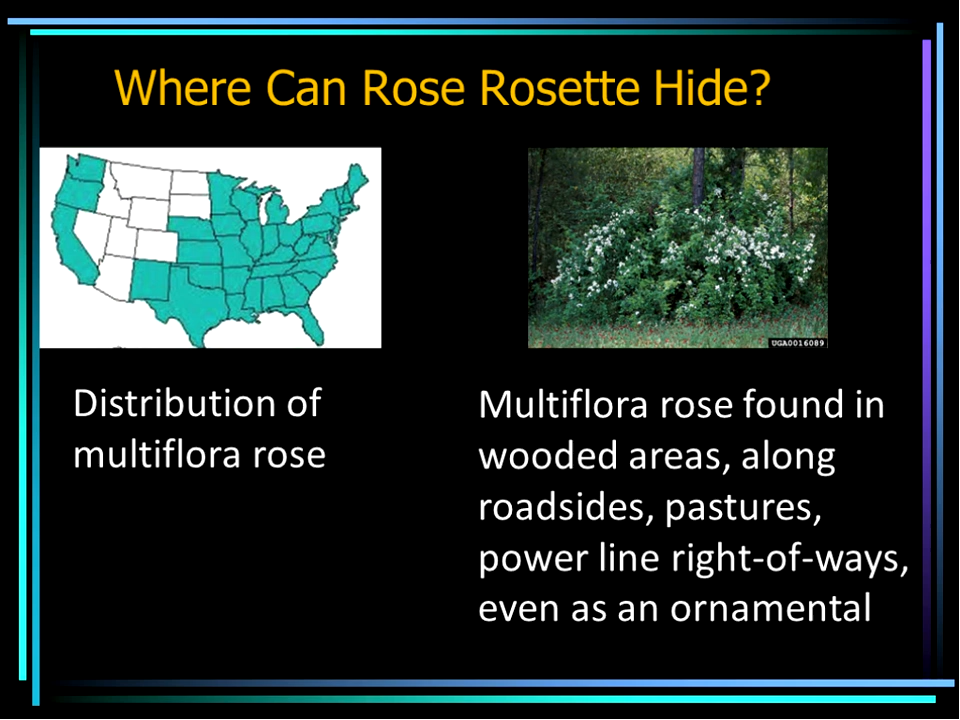 Where Can Rose Rosette Hide?
UGA0016089
Distribution of
multiflora rose
Multiflora rose found in
wooded areas, along
roadsides, pastures,
power line right-of-ways,
even as an ornamental